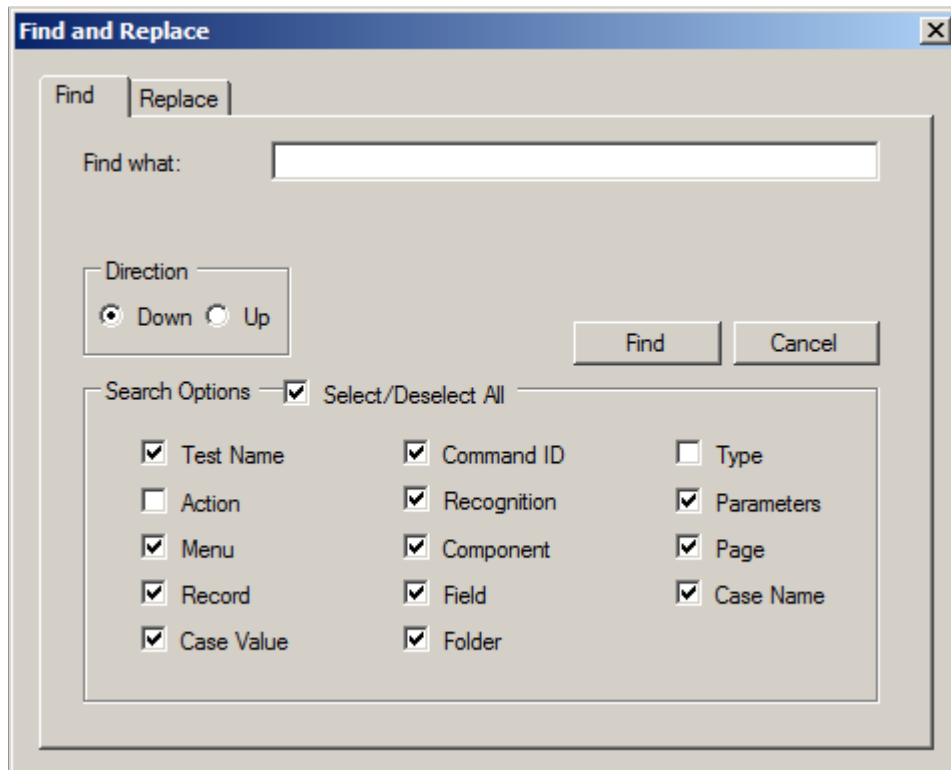 Find and Replace
Find Replace
Find what:
Direction
Down Up
Find Cancel
Search Options Select/Deselect All
Test Name Command ID Type
Action Recognition Parameters
Menu Component Page
Record Field Case Name
Case Value Folder